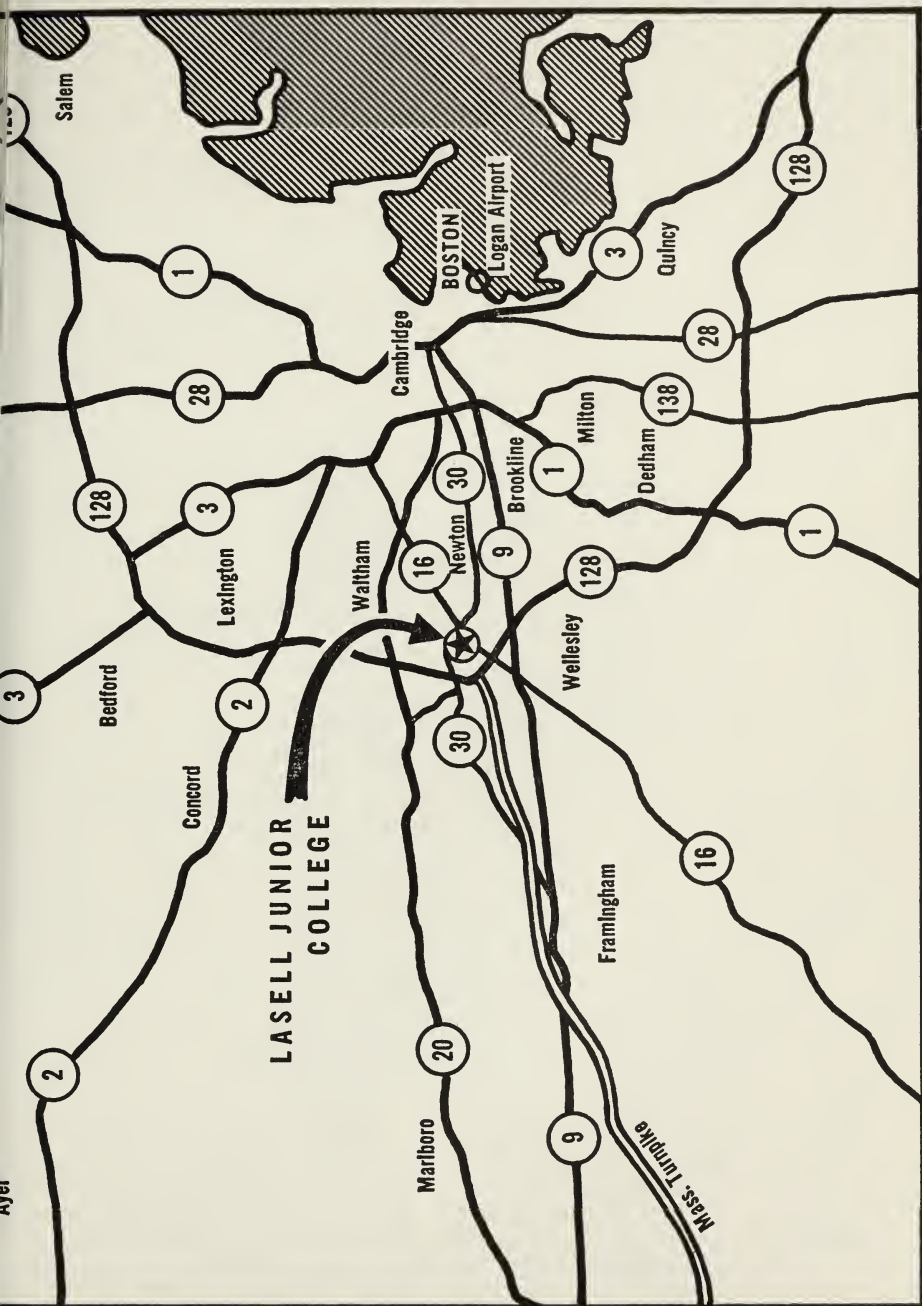 Ayer
2
Concord
2
Bedford
3
Lexington
3
128
28
1
Salem
LASELL JUNIOR
COLLEGE
Waltham
Cambridge
BOSTON
Logan Airport
Marlboro
20
30
16
Newton
30
9
Brookline
1
Milton
138
Dedham
28
3
Quincy
128
128
1
Wellesley
Framingham
16
9
Mass. Turnpike